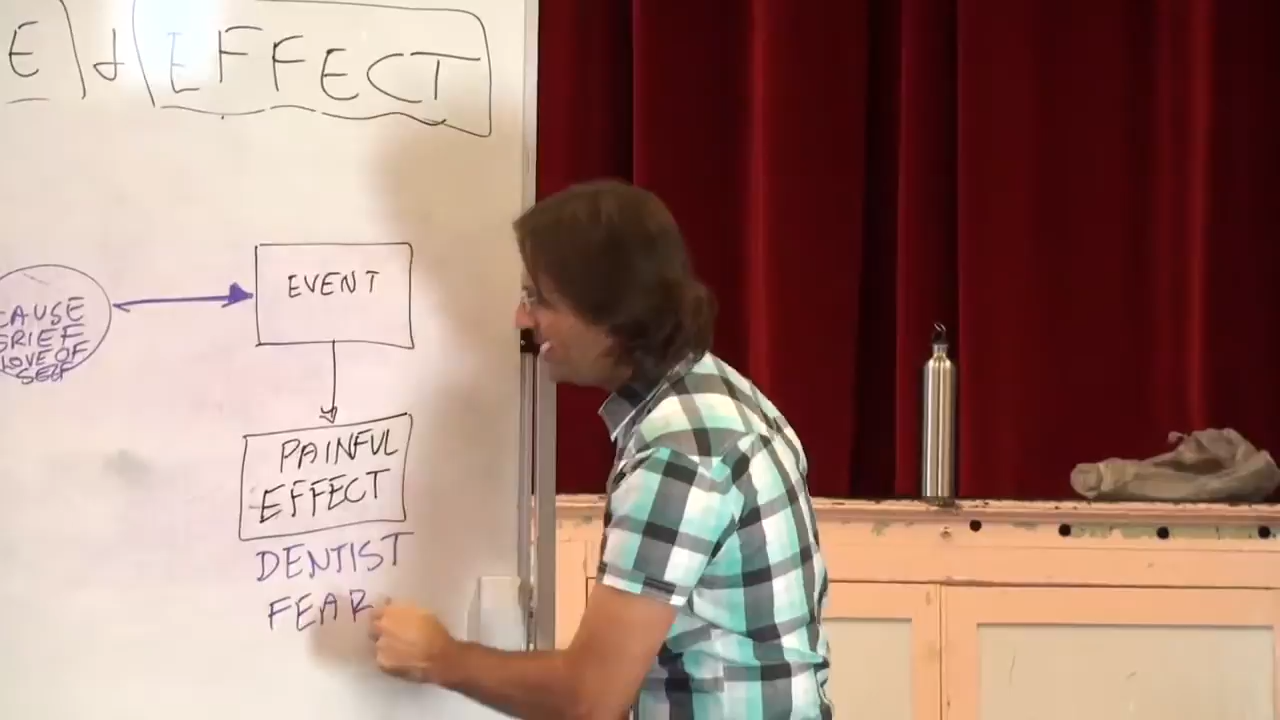 E & EFFECT
EVENT
CAUSE
GRIEF
LOVE OF
SELF
PAINFUL
EFFECT
DENTIST
FEAR